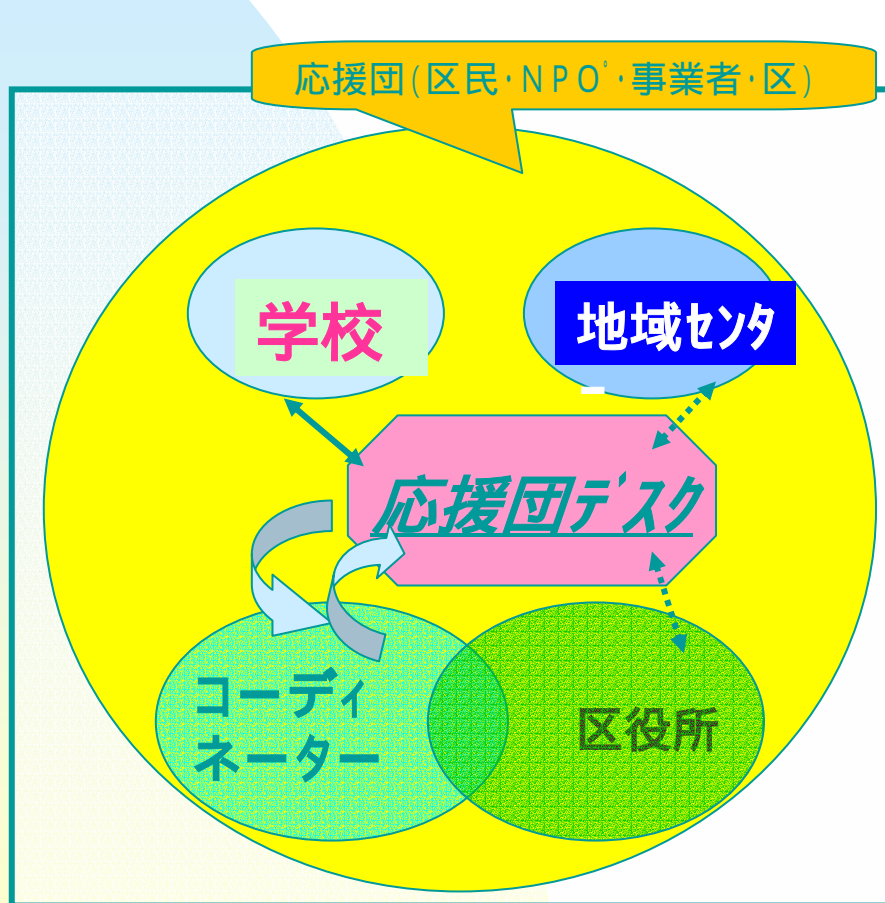 応援団(区民・NPO゜・事業者・区)
学校
地域センタ
ー
応援団デスク
コーディ
ネーター
区役所